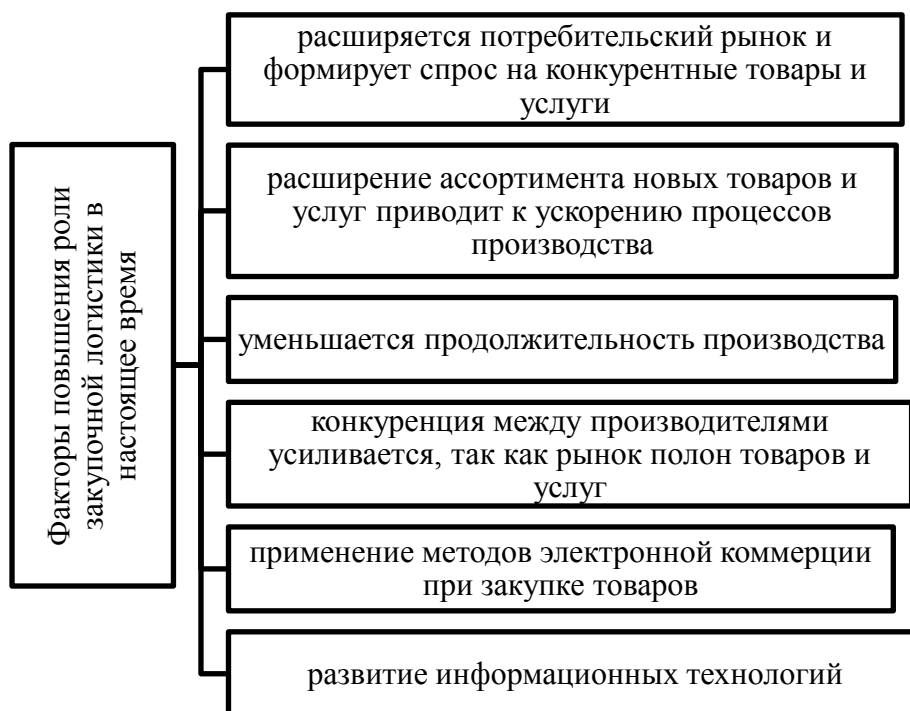 Факторы повышения роли
закупочной логистики в
настоящее время
расширяется потребительский рынок и
формирует спрос на конкурентные товары и
услуги
расширение ассортимента новых товаров и
услуг приводит к ускорению процессов
производства
уменьшается продолжительность производства
конкуренция между производителями
усиливается, так как рынок полон товаров и
услуг
применение методов электронной коммерции
при закупке товаров
развитие информационных технологий